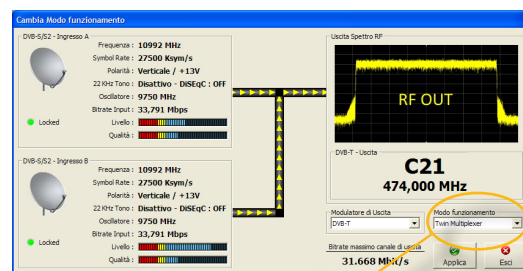 Cambia Modo funzionamento
DVB-S/S2 - Ingresso A
Frequenza : 10992 MHz
Symbol Rate : 27500 Ksym/s
Polarità : Verticale / +13V
22 KHz Tono : Disattivo - DiSEqC : OFF
Oscillatore : 9750 MHz
Bitrate Input : 33,791 Mbps
Livello :
Qualità :
Locked
DVB-S/S2 - Ingresso B
Frequenza : 10992 MHz
Symbol Rate : 27500 Ksym/s
Polarità : Verticale / +13V
22 KHz Tono : Disattivo - DiSEqC : OFF
Oscillatore : 9750 MHz
Bitrate Input : 33,791 Mbps
Livello :
Qualità :
Locked
Uscita Spettro RF
RF OUT
DVB-T - Uscita
C21
474,000 MHz
Modulatore di Uscita
DVB-T
Modo funzionamento
Twin Multiplexer
Bitrate massimo canale di uscita
31.668 Mbit/s
Applica
Esci